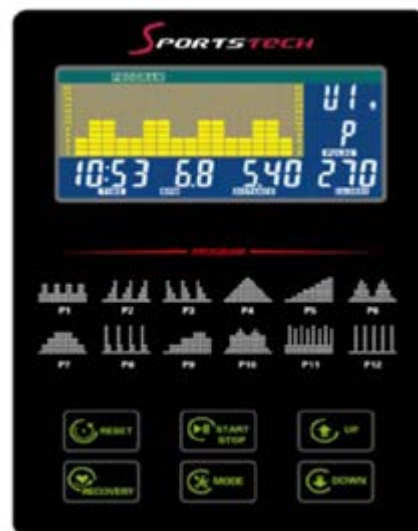 SPORTSTECH
PROGRAM
U1
P
PULSE
10:53 6.8 5.40 270
TIME RPM DISTANCE
PROGRAM
P1 P2 P3 P4 P5 P6
P7 P8 P9 P10 P11 P12
RESET START STOP UP
RECOVERY MODE DOWN